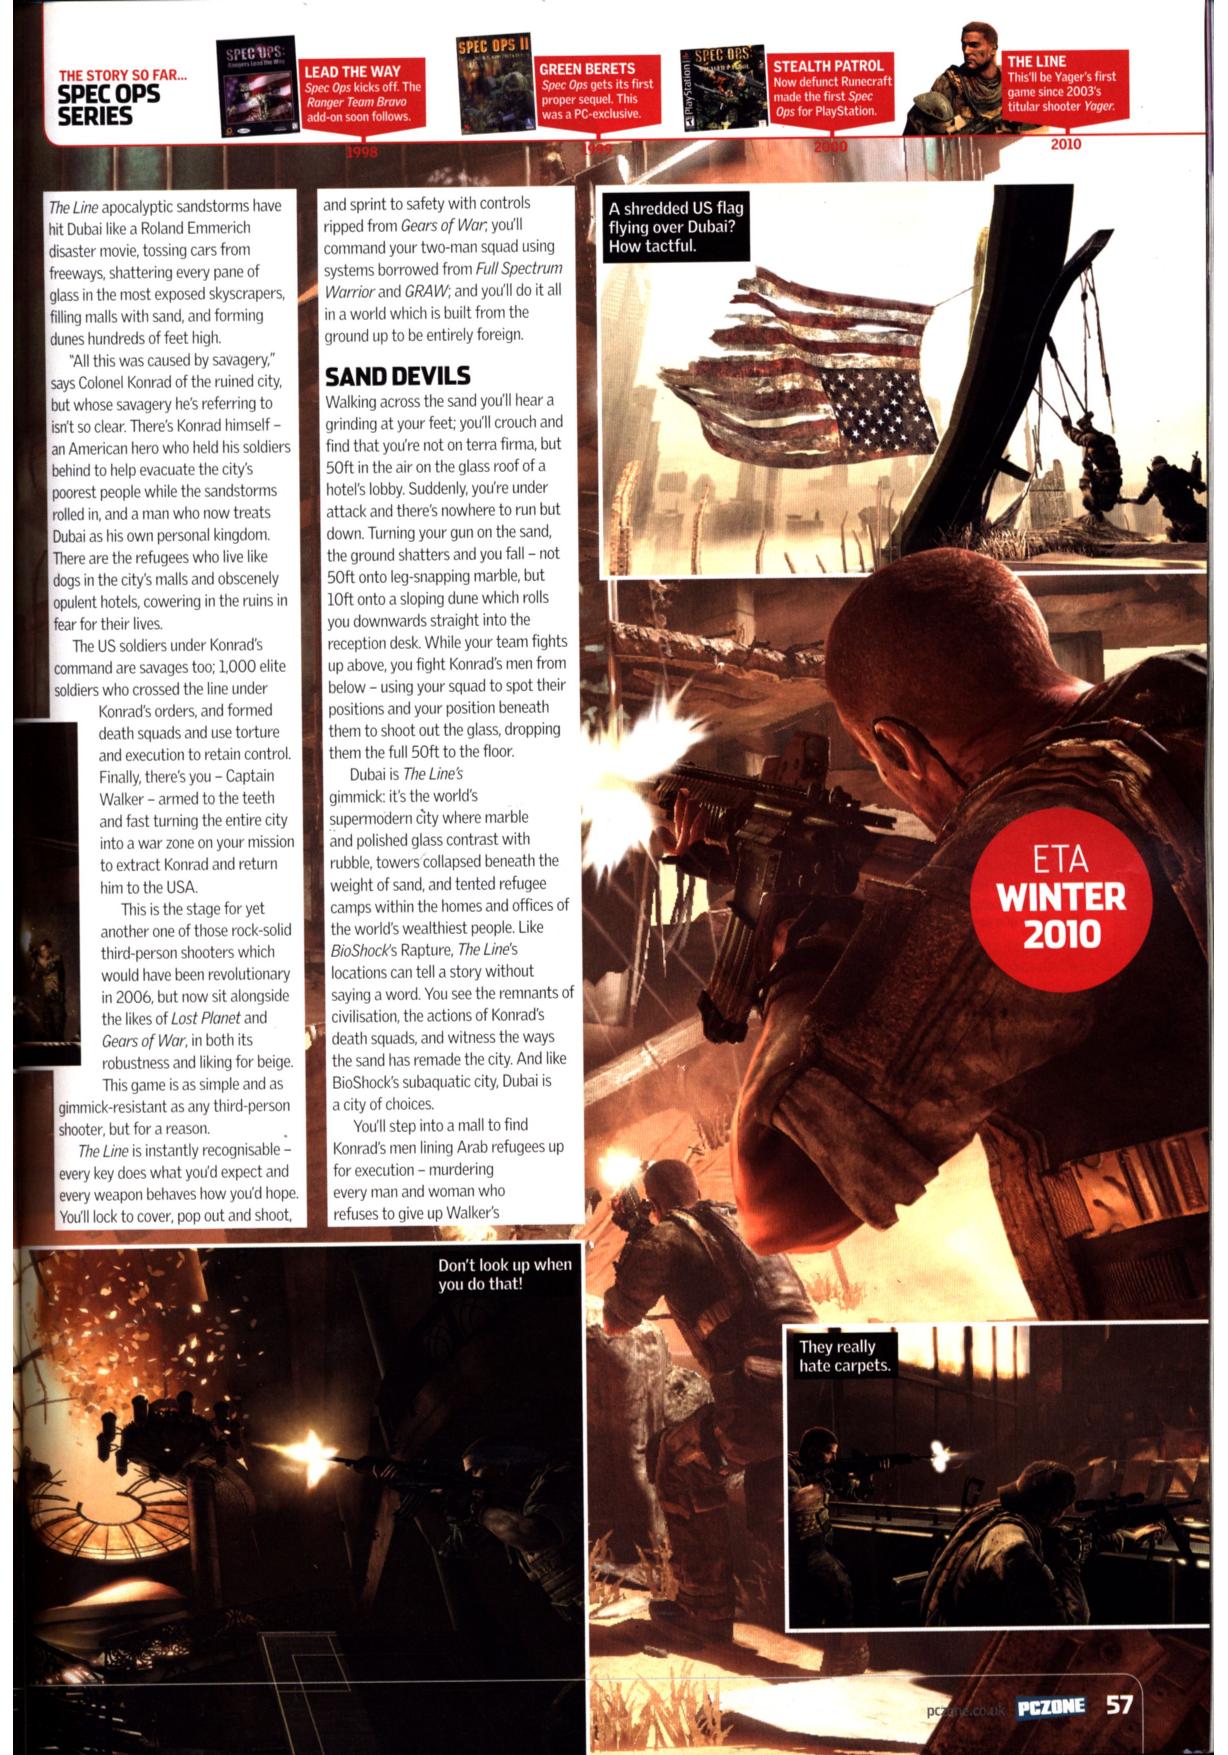 THE STORY SO FAR...
SPEC OPS
SERIES
SPEC OPS:
Rangers Lead the Way
LEAD THE WAY
Spec Ops kicks off. The
Ranger Team Bravo
add-on soon follows.
1998
SPEC OPS II
GREEN BERETS
Spec Ops gets its first
proper sequel. This
was a PC-exclusive.
1999
PlayStation
SPEC OPS:
STEALTH PATROL
Now defunct Runecraft
made the first Spec
Ops for PlayStation.
2000
THE LINE
This'll be Yager's first
game since 2003's
titular shooter Yager.
2010
The Line apocalyptic sandstorms have
hit Dubai like a Roland Emmerich
disaster movie, tossing cars from
freeways, shattering every pane of
glass in the most exposed skyscrapers,
filling malls with sand, and forming
dunes hundreds of feet high.
"All this was caused by savagery,"
says Colonel Konrad of the ruined city,
but whose savagery he's referring to
isn't so clear. There's Konrad himself –
an American hero who held his soldiers
behind to help evacuate the city's
poorest people while the sandstorms
rolled in, and a man who now treats
Dubai as his own personal kingdom.
There are the refugees who live like
dogs in the city's malls and obscenely
opulent hotels, cowering in the ruins in
fear for their lives.
The US soldiers under Konrad's
command are savages too; 1,000 elite
soldiers who crossed the line under
Konrad's orders, and formed
death squads and use torture
and execution to retain control.
Finally, there's you – Captain
Walker – armed to the teeth
and fast turning the entire city
into a war zone on your mission
to extract Konrad and return
him to the USA.
This is the stage for yet
another one of those rock-solid
third-person shooters which
would have been revolutionary
in 2006, but now sit alongside
the likes of Lost Planet and
Gears of War, in both its
robustness and liking for beige.
This game is as simple and as
gimmick-resistant as any third-person
shooter, but for a reason.
The Line is instantly recognisable –
every key does what you'd expect and
every weapon behaves how you'd hope.
You'll lock to cover, pop out and shoot,
and sprint to safety with controls
ripped from Gears of War; you'll
command your two-man squad using
systems borrowed from Full Spectrum
Warrior and GRAW; and you'll do it all
in a world which is built from the
ground up to be entirely foreign.
SAND DEVILS
Walking across the sand you'll hear a
grinding at your feet; you'll crouch and
find that you're not on terra firma, but
50ft in the air on the glass roof of a
hotel's lobby. Suddenly, you're under
attack and there's nowhere to run but
down. Turning your gun on the sand,
the ground shatters and you fall – not
50ft onto leg-snapping marble, but
10ft onto a sloping dune which rolls
you downwards straight into the
reception desk. While your team fights
up above, you fight Konrad's men from
below – using your squad to spot their
positions and your position beneath
them to shoot out the glass, dropping
them the full 50ft to the floor.
Dubai is The Line's
gimmick: it's the world's
supermodern city where marble
and polished glass contrast with
rubble, towers collapsed beneath the
weight of sand, and tented refugee
camps within the homes and offices of
the world's wealthiest people. Like
BioShock's Rapture, The Line's
locations can tell a story without
saying a word. You see the remnants of
civilisation, the actions of Konrad's
death squads, and witness the ways
the sand has remade the city. And like
BioShock's subaquatic city, Dubai is
a city of choices.
You'll step into a mall to find
Konrad's men lining Arab refugees up
for execution – murdering
every man and woman who
refuses to give up Walker's
A shredded US flag
flying over Dubai?
How tactful.
ETA
WINTER
2010
Don't look up when
you do that!
They really
hate carpets.
pczone.co.uk PCZONE 57